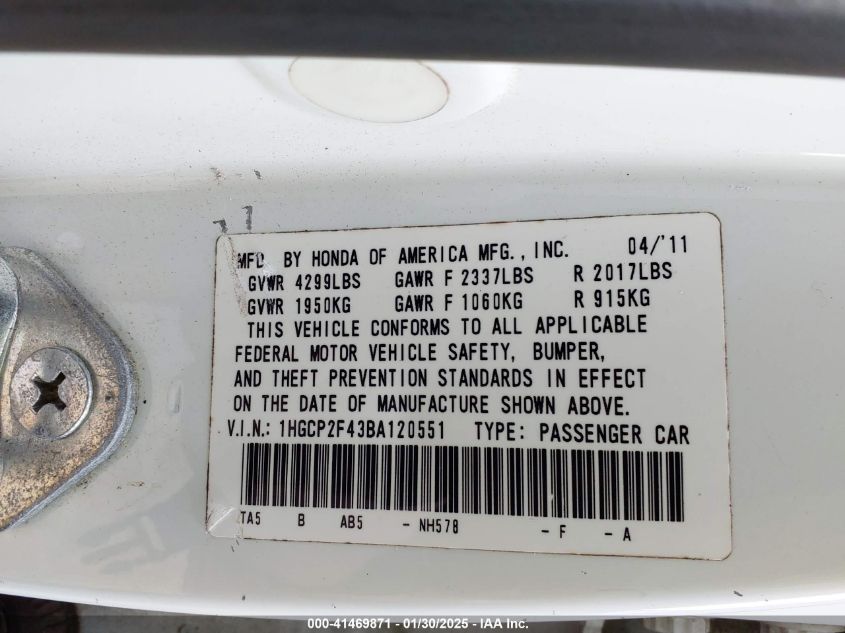 MFD. BY HONDA OF AMERICA MFG., INC. 04/'11
GVWR 4299LBS GAWR F 2337LBS R 2017LBS
GVWR 1950KG GAWR F 1060KG R 915KG
THIS VEHICLE CONFORMS TO ALL APPLICABLE
FEDERAL MOTOR VEHICLE SAFETY, BUMPER,
AND THEFT PREVENTION STANDARDS IN EFFECT
ON THE DATE OF MANUFACTURE SHOWN ABOVE.
V.I.N.: 1HGCP2F43BA120551 TYPE: PASSENGER CAR
TA5 B AB5 - NH578 - F - A
000-41469871 - 01/30/2025 - IAA Inc.